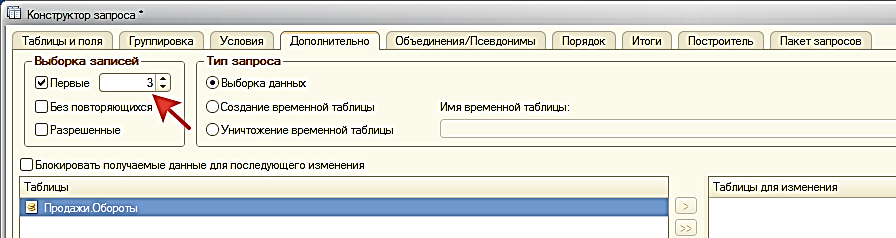 Конструктор запроса *
Таблицы и поля Группировка Условия Дополнительно Объединения/Псевдонимы Порядок Итоги Построитель Пакет запросов
Выборка записей
Первые 3
Без повторяющихся
Разрешенные
Тип запроса
Выборка данных
Создание временной таблицы
Уничтожение временной таблицы
Имя временной таблицы:
Блокировать получаемые данные для последующего изменения
Таблицы
Продажи.Обороты
>
>>
Таблицы для изменения